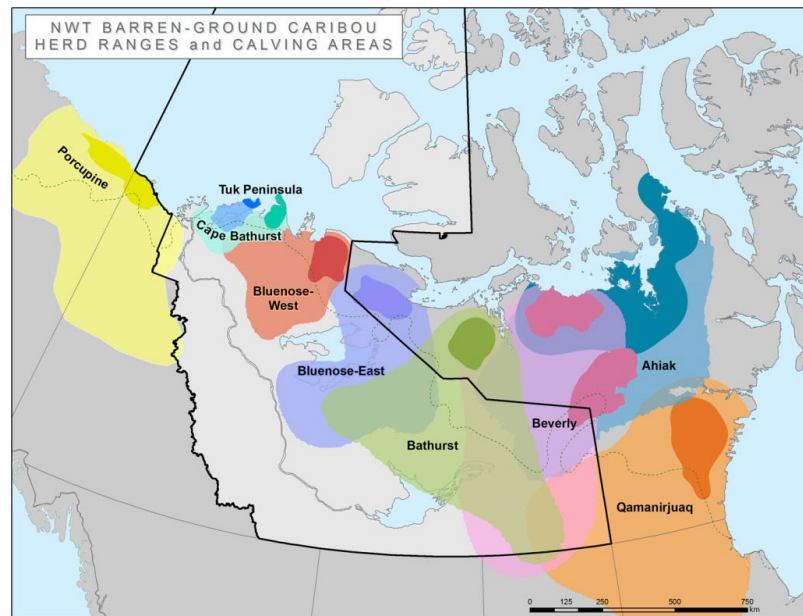 NWT BARREN-GROUND CARIBOU
HERD RANGES and CALVING AREAS
Porcupine
Tuk Peninsula
Cape Bathurst
Bluenose-
West
Bluenose-East
Bathurst
Beverly
Ahiak
Qamanirjuaq
0 125 250 500 750
km